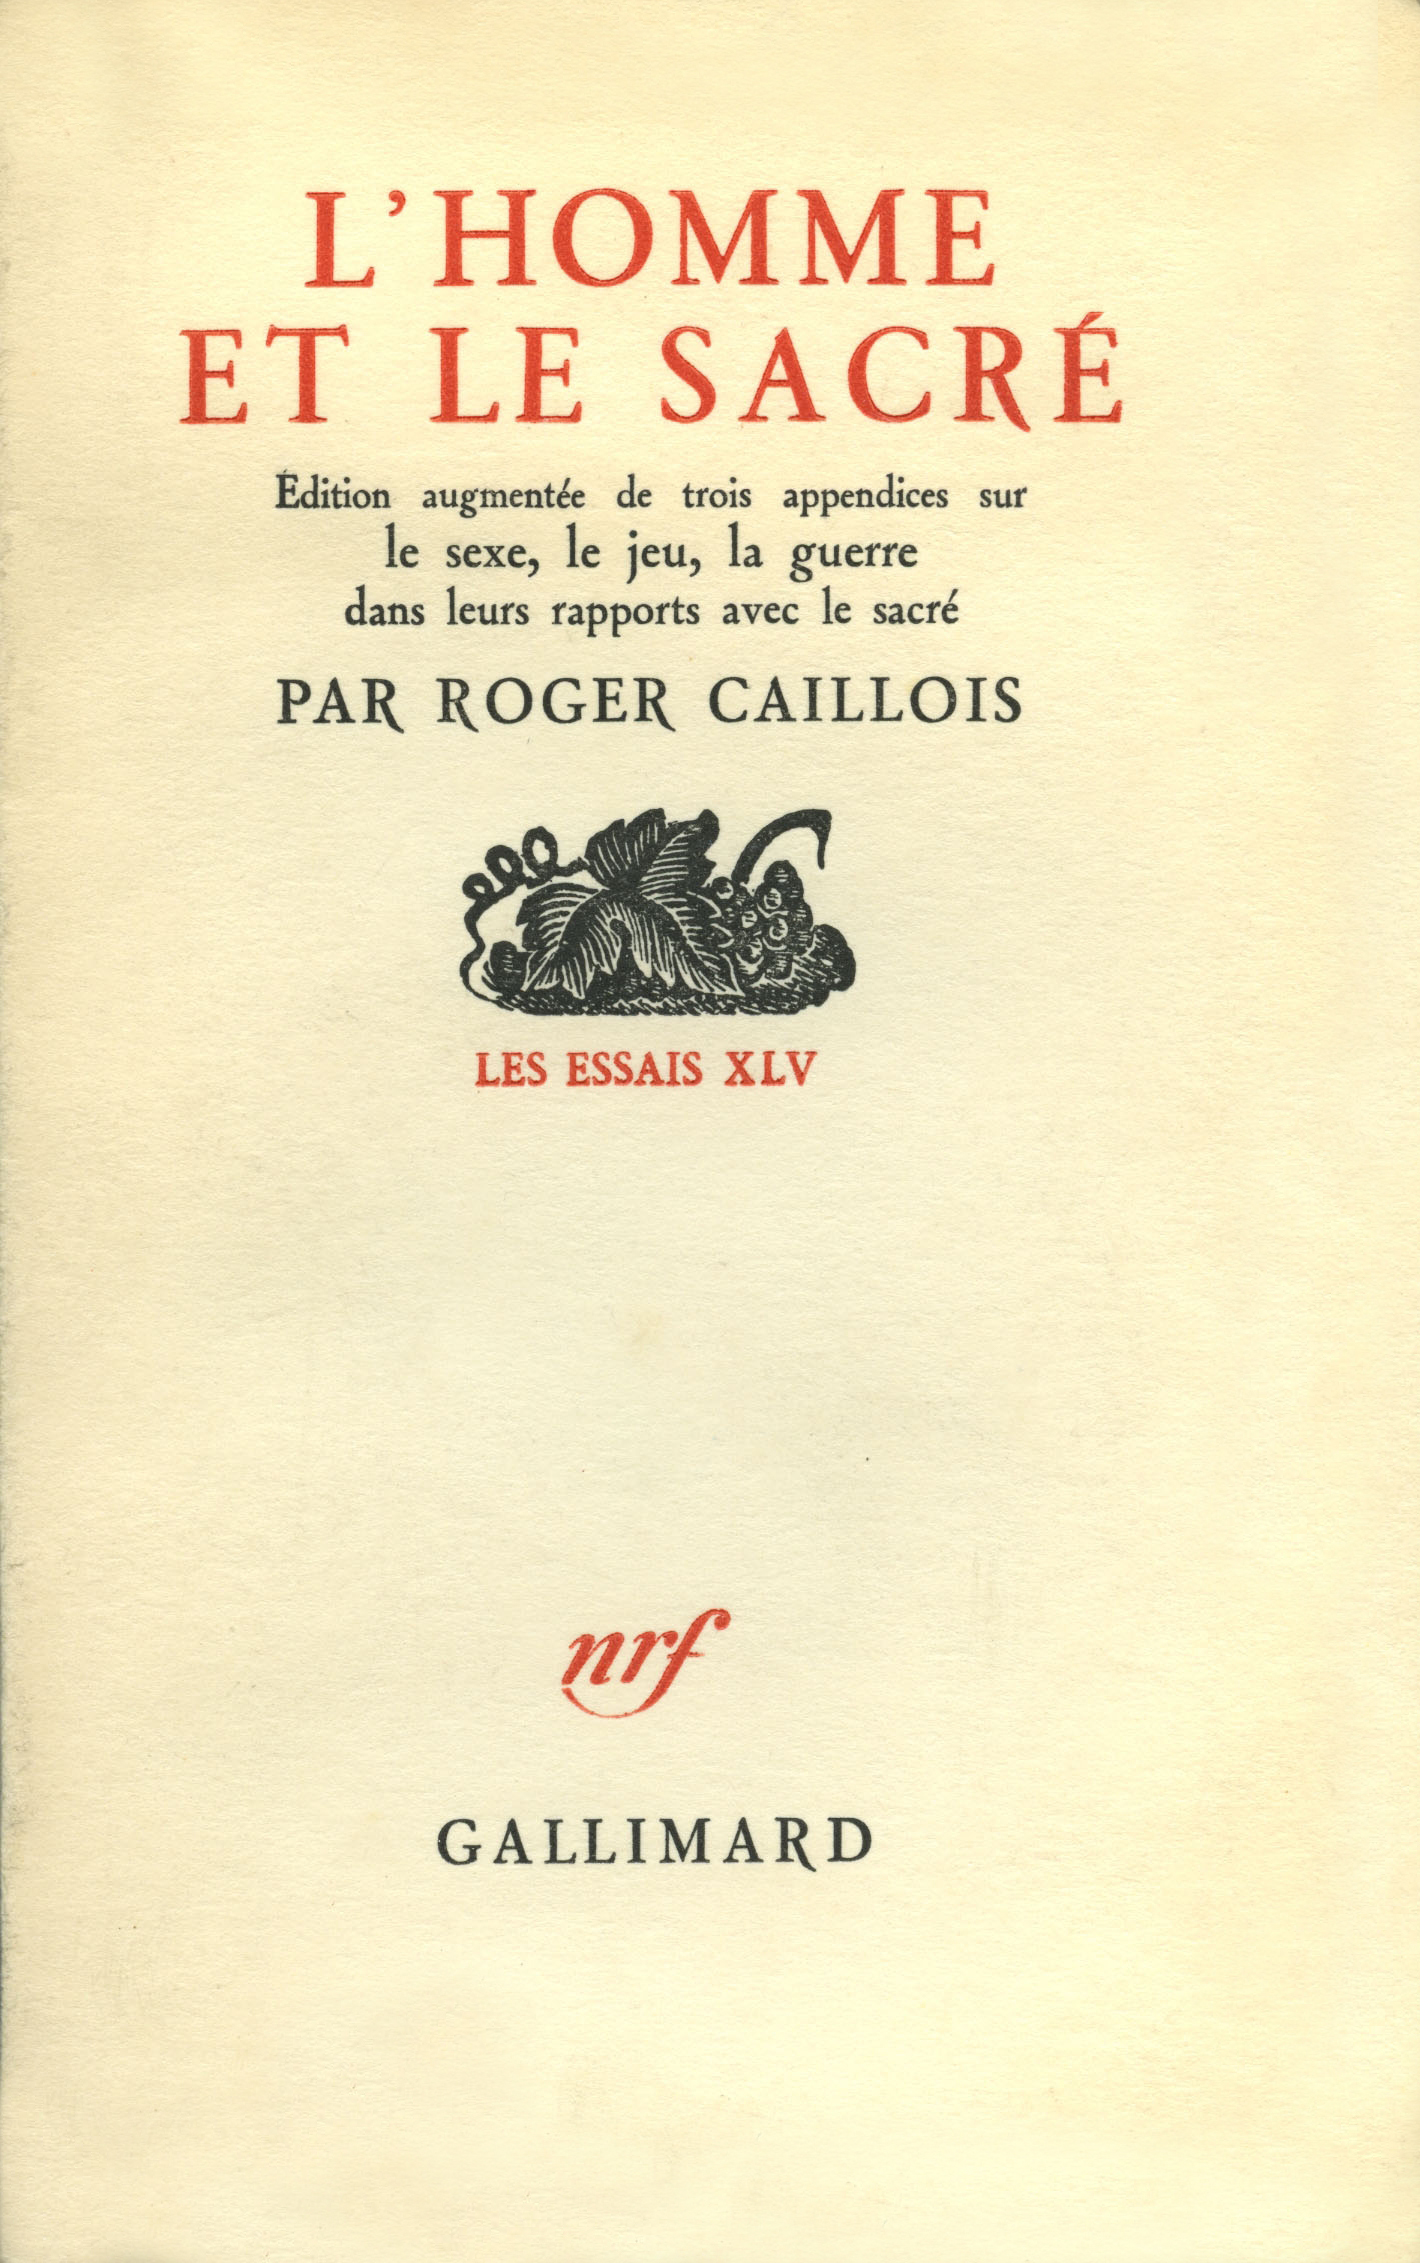 L'HOMME
ET LE SACRÉ
Édition augmentée de trois appendices sur
le sexe, le jeu, la guerre
dans leurs rapports avec le sacré
PAR ROGER CAILLOIS
LES ESSAIS XLV
nrf
GALLIMARD